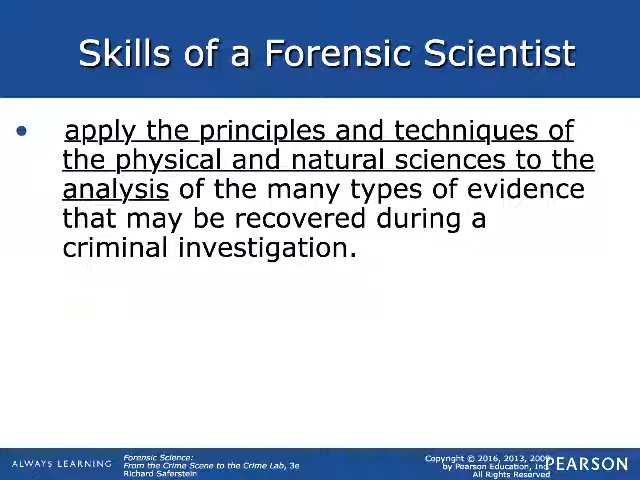 Skills of a Forensic Scientist
• apply the principles and techniques of
the physical and natural sciences to the
analysis of the many types of evidence
that may be recovered during a
criminal investigation.
ALWAYS LEARNING
Forensic Science:
From the Crime Scene to the Crime Lab, 3e
Richard Saferstein
Copyright © 2016, 2013, 2009
by Pearson Education, Inc.
All Rights Reserved
PEARSON